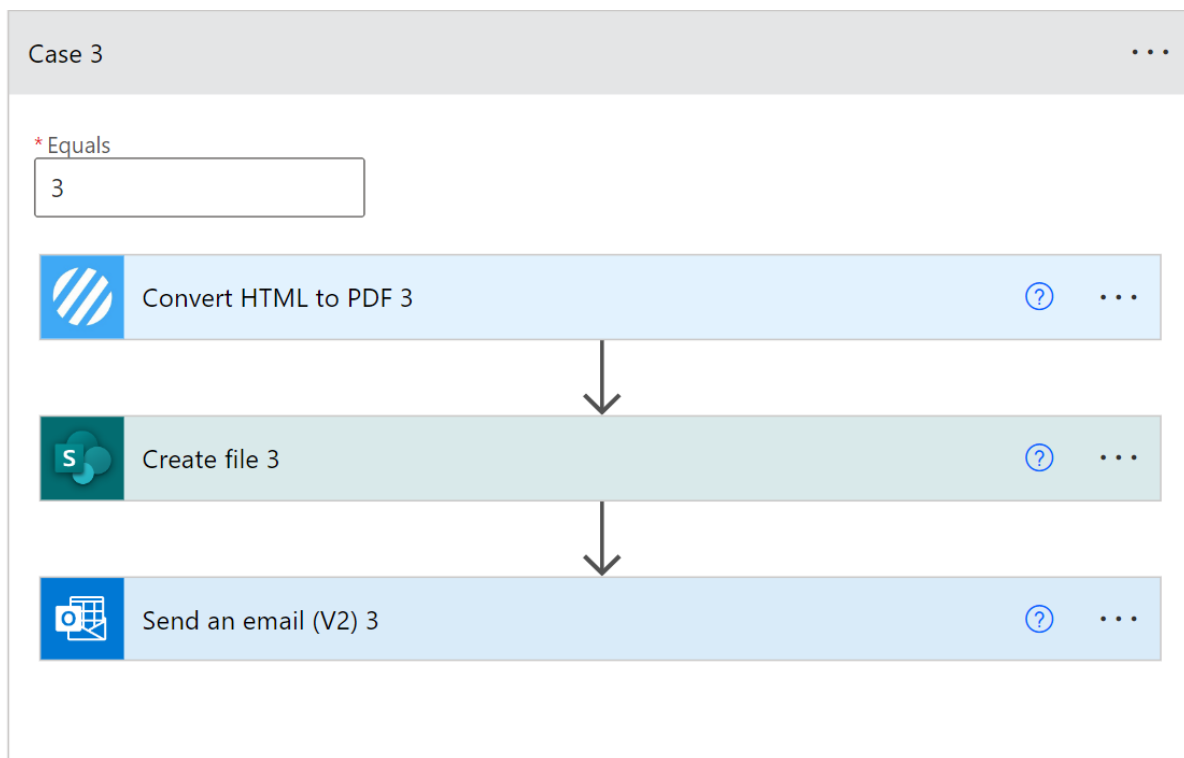 Case 3
* Equals
3
Convert HTML to PDF 3
?
S
Create file 3
?
O
Send an email (V2) 3
?